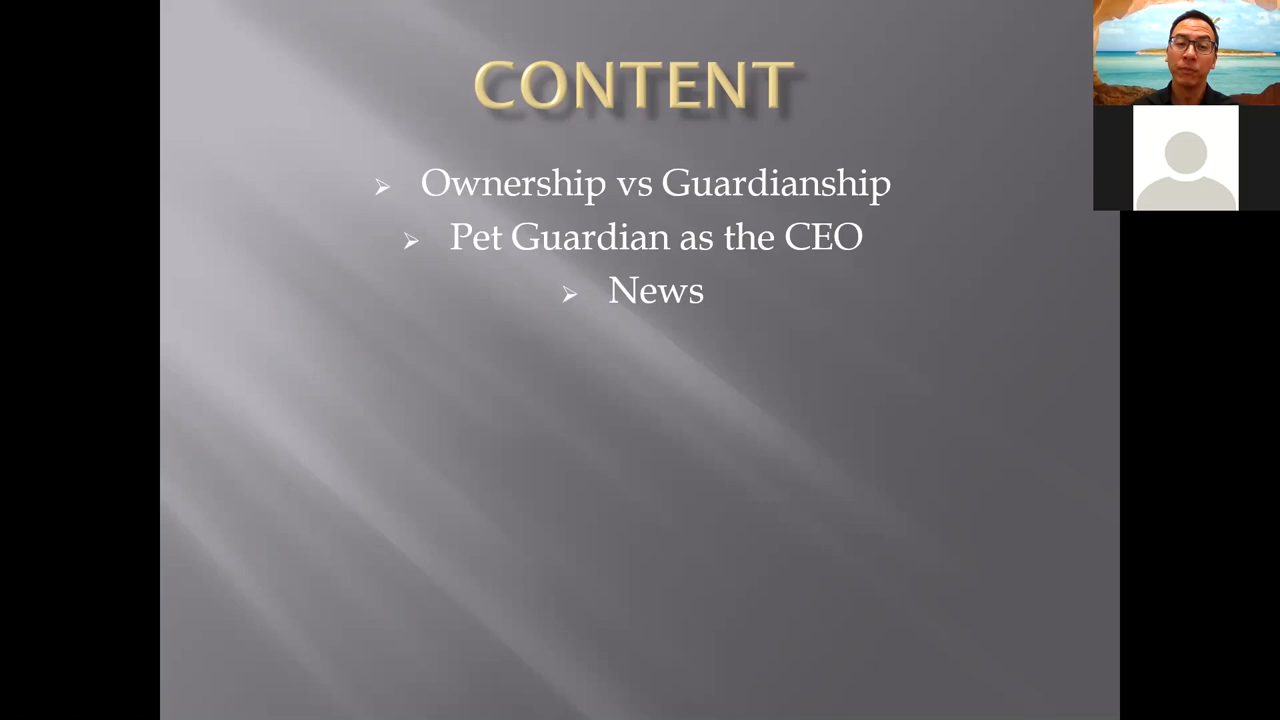 CONTENT
➢ Ownership vs Guardianship
➢ Pet Guardian as the CEO
➢ News